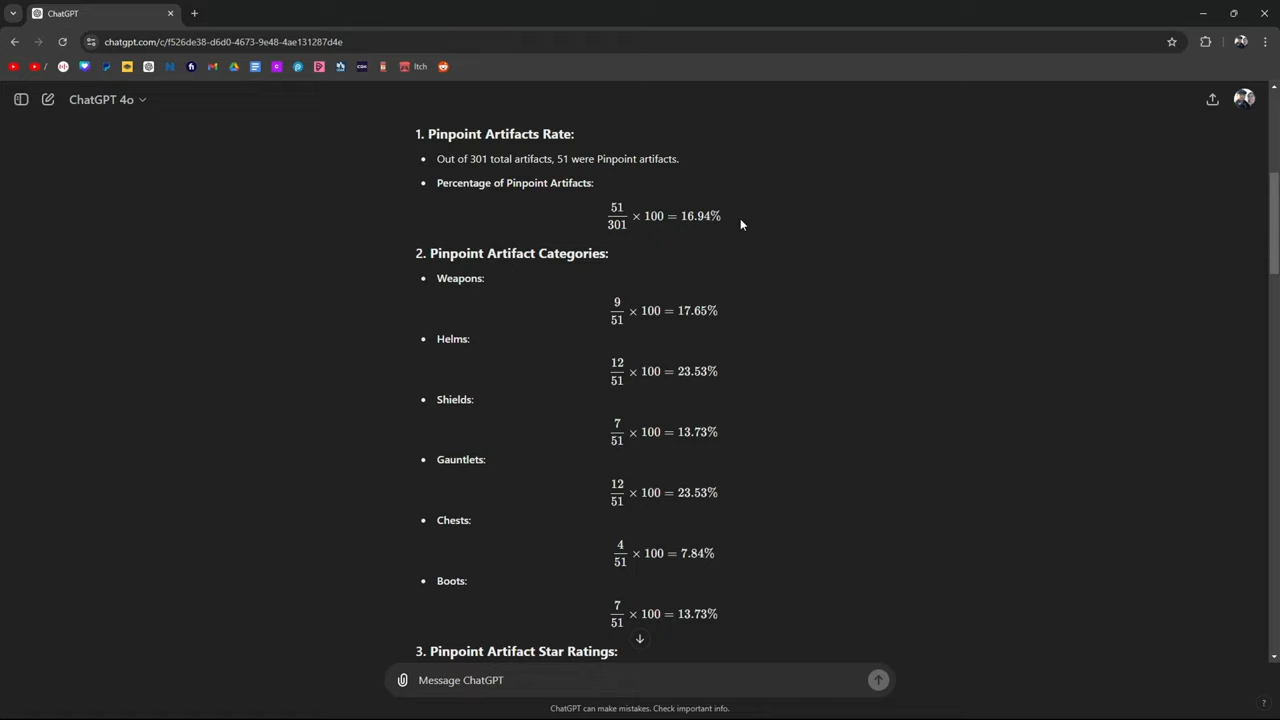 ChatGPT
chatgpt.com/c/f526de38-d6d0-4673-9e48-4ae131287d4e
/
Itch
ChatGPT 4o
1. Pinpoint Artifacts Rate:
• Out of 301 total artifacts, 51 were Pinpoint artifacts.
• Percentage of Pinpoint Artifacts:
51/301 × 100 = 16.94%
2. Pinpoint Artifact Categories:
• Weapons:
9/51 × 100 = 17.65%
• Helms:
12/51 × 100 = 23.53%
• Shields:
7/51 × 100 = 13.73%
• Gauntlets:
12/51 × 100 = 23.53%
• Chests:
4/51 × 100 = 7.84%
• Boots:
7/51 × 100 = 13.73%
3. Pinpoint Artifact Star Ratings:
Message ChatGPT
ChatGPT can make mistakes. Check important info.
?